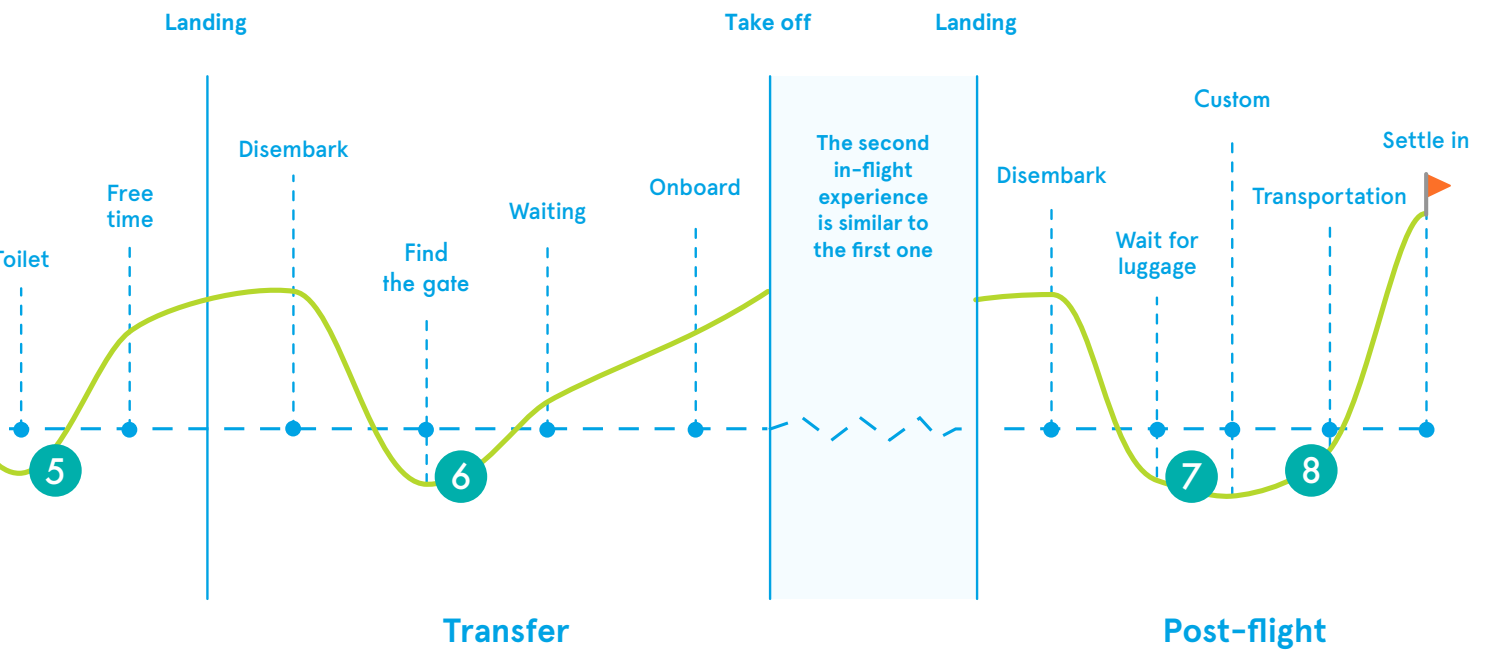 Landing
Take off
Landing
Toilet
Free
time
Disembark
Find
the gate
Waiting
Onboard
The second
in-flight
experience
is similar to
the first one
Disembark
Wait for
luggage
Custom
Transportation
Settle in
5
6
7
8
Transfer
Post-flight